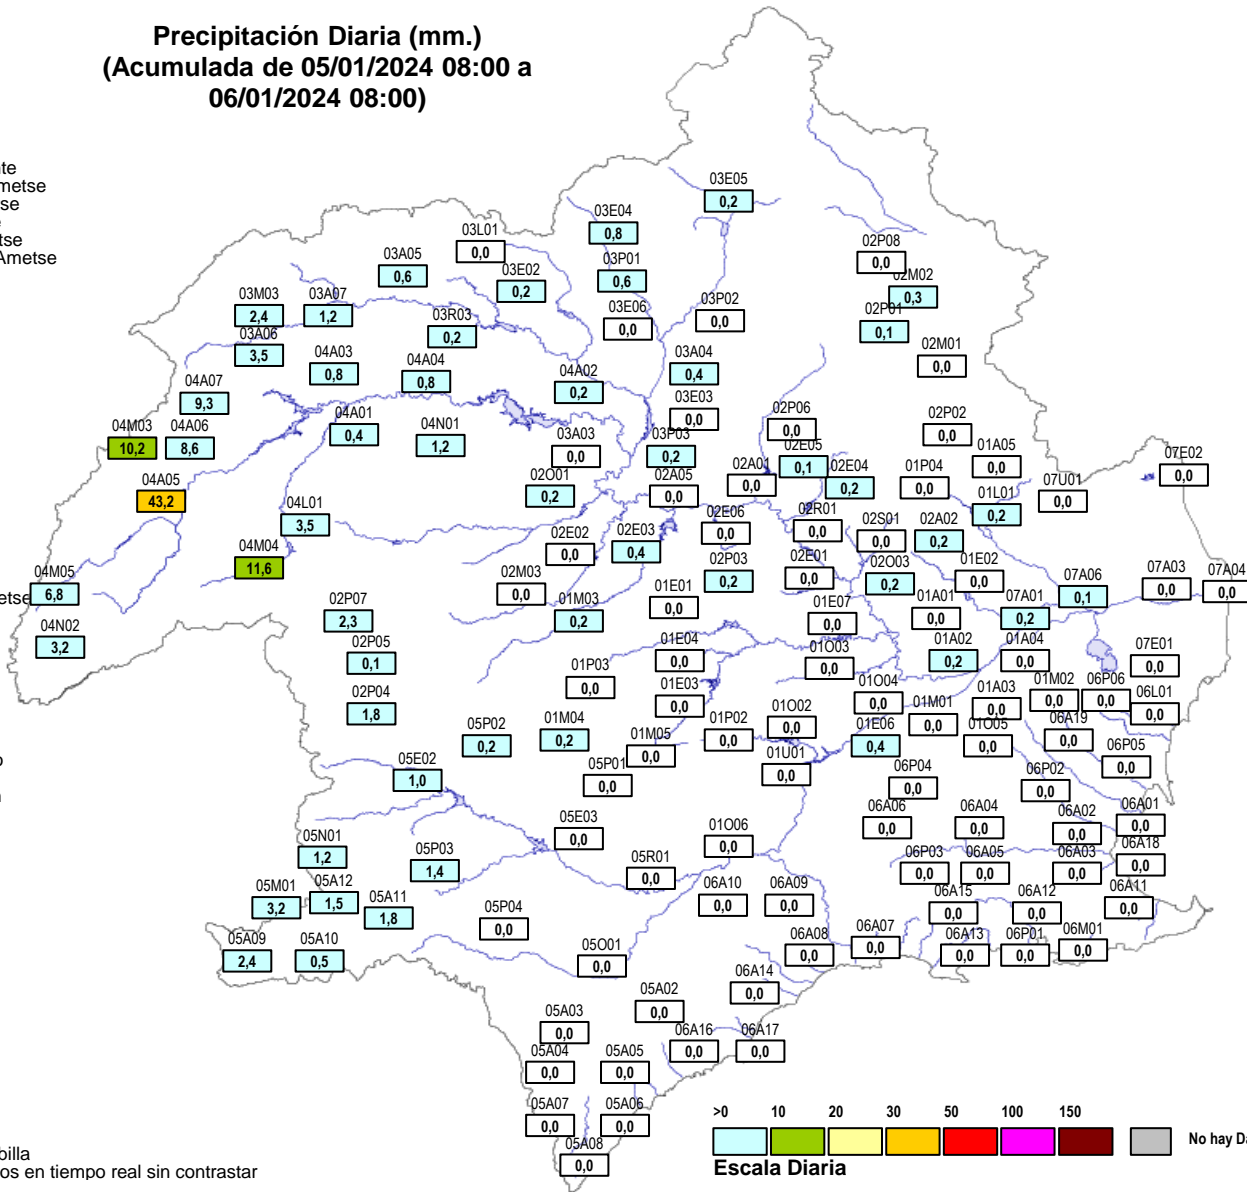 Precipitación Diaria (mm.)
(Acumulada de 05/01/2024 08:00 a
06/01/2024 08:00)
nte
metse
tse
e
tse
Ametse
03E05
0,2
03E04
0,8
03L01
0,0
02P08
0,0
03A05
0,6
03E02
0,2
03P01
0,6
02M02
0,3
03M03
2,4
03A07
1,2
03E06
0,0
03P02
0,0
02P01
0,1
03R03
0,2
03A06
3,5
04A03
0,8
04A04
0,8
03A04
0,4
02M01
0,0
04A02
0,2
04A07
9,3
03E03
0,0
04M03
10,2
04A06
8,6
04A01
0,4
04N01
1,2
03A03
0,0
03P03
0,2
02P06
0,0
02P02
0,0
02E05
0,1
01A05
0,0
07E02
0,0
04A05
43,2
02O01
0,2
02A05
0,0
02A01
0,0
02E04
0,2
01P04
0,0
07U01
0,0
04L01
3,5
01L01
0,2
02E06
0,0
02R01
0,0
02S01
0,0
02A02
0,2
02E02
0,0
02E03
0,4
04M04
11,6
04M05
6,8
etse
02M03
0,0
02P03
0,2
02E01
0,0
02O03
0,2
01E02
0,0
07A06
0,1
07A03
0,0
07A04
0,0
01M03
0,2
01E01
0,0
01E07
0,0
01A01
0,0
07A01
0,2
02P07
2,3
04N02
3,2
02P05
0,1
01E04
0,0
01O03
0,0
01A02
0,2
01A04
0,0
07E01
0,0
01P03
0,0
01E03
0,0
01O04
0,0
01M02
0,0
06P06
0,0
06L01
0,0
02P04
1,8
01A03
0,0
05P02
0,2
01M04
0,2
01P02
0,0
01O02
0,0
01M01
0,0
01E06
0,4
01O05
0,0
06A19
0,0
01M05
0,0
o
05E02
1,0
05P01
0,0
01U01
0,0
06P04
0,0
06P02
0,0
06P05
0,0
05E03
0,0
01O06
0,0
06A06
0,0
06A04
0,0
06A02
0,0
06A01
0,0
05N01
1,2
05P03
1,4
05R01
0,0
06P03
0,0
06A05
0,0
06A03
0,0
06A18
0,0
05M01
3,2
05A12
1,5
05A11
1,8
06A10
0,0
06A09
0,0
06A15
0,0
06A12
0,0
06A11
0,0
05P04
0,0
05A09
2,4
05A10
0,5
05O01
0,0
06A08
0,0
06A07
0,0
06A13
0,0
06P01
0,0
06M01
0,0
06A14
0,0
05A02
0,0
05A03
0,0
06A16
0,0
06A17
0,0
05A04
0,0
05A05
0,0
05A07
0,0
05A06
0,0
05A08
0,0
>0 10 20 30 50 100 150
No hay Da
Escala Diaria
billa
os en tiempo real sin contrastar